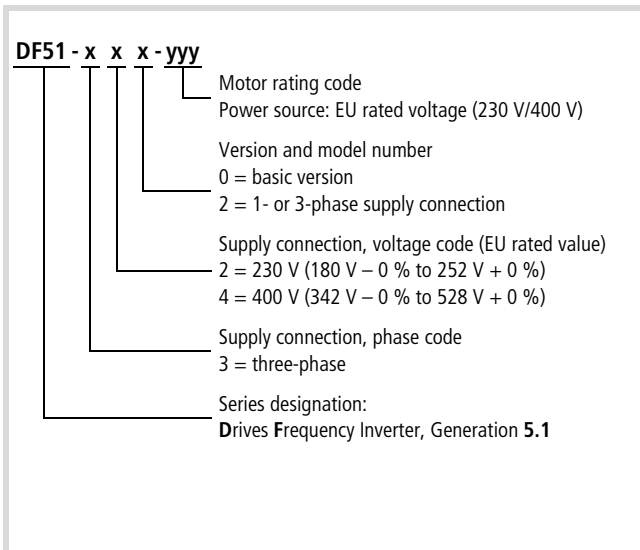 DF51 - x x x - yyy
Motor rating code
Power source: EU rated voltage (230 V/400 V)
Version and model number
0 = basic version
2 = 1- or 3-phase supply connection
Supply connection, voltage code (EU rated value)
2 = 230 V (180 V – 0 % to 252 V + 0 %)
4 = 400 V (342 V – 0 % to 528 V + 0 %)
Supply connection, phase code
3 = three-phase
Series designation:
Drives Frequency Inverter, Generation 5.1